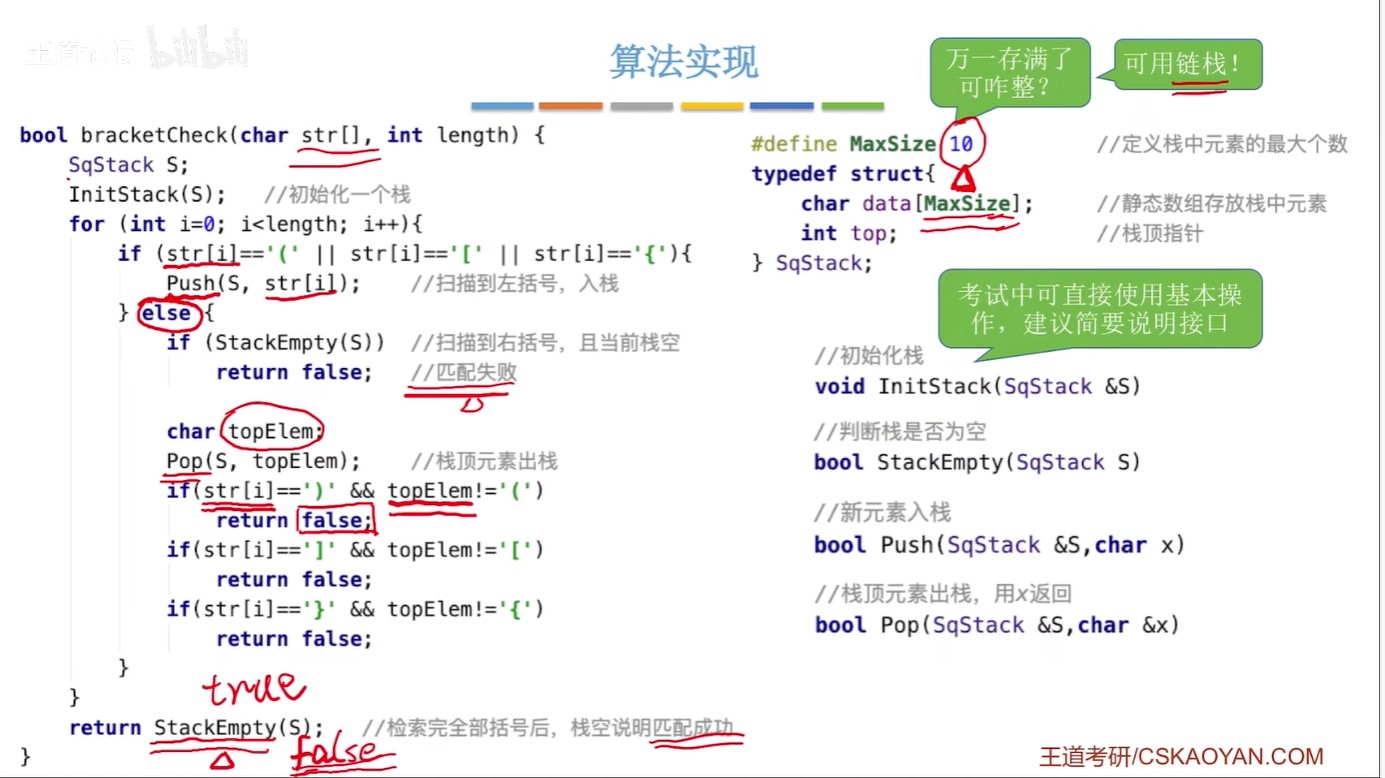 王道论坛 bilibili
算法实现
bool bracketCheck(char str[], int length) {
    SqStack S;
    InitStack(S);   //初始化一个栈
    for (int i=0; i<length; i++){
        if (str[i]=='(' || str[i]=='[' || str[i]=='{'){
            Push(S, str[i]);    //扫描到左括号，入栈
        } else {
            if (StackEmpty(S))  //扫描到右括号，且当前栈空
                return false;   //匹配失败
            char topElem;
            Pop(S, topElem);    //栈顶元素出栈
            if(str[i]==')' && topElem!='(')
                return false;
            if(str[i]==']' && topElem!='[')
                return false;
            if(str[i]=='}' && topElem!='{')
                return false;
        }
    }
true
    return StackEmpty(S);   //检索完全部括号后，栈空说明匹配成功
false
}
万一存满了
可咋整？
可用链栈！
#define MaxSize 10          //定义栈中元素的最大个数
typedef struct{
    char data[MaxSize];     //静态数组存放栈中元素
    int top;                //栈顶指针
} SqStack;
考试中可直接使用基本操
作，建议简要说明接口
//初始化栈
void InitStack(SqStack &S)
//判断栈是否为空
bool StackEmpty(SqStack S)
//新元素入栈
bool Push(SqStack &S,char x)
//栈顶元素出栈，用x返回
bool Pop(SqStack &S,char &x)
王道考研/CSKAOYAN.COM